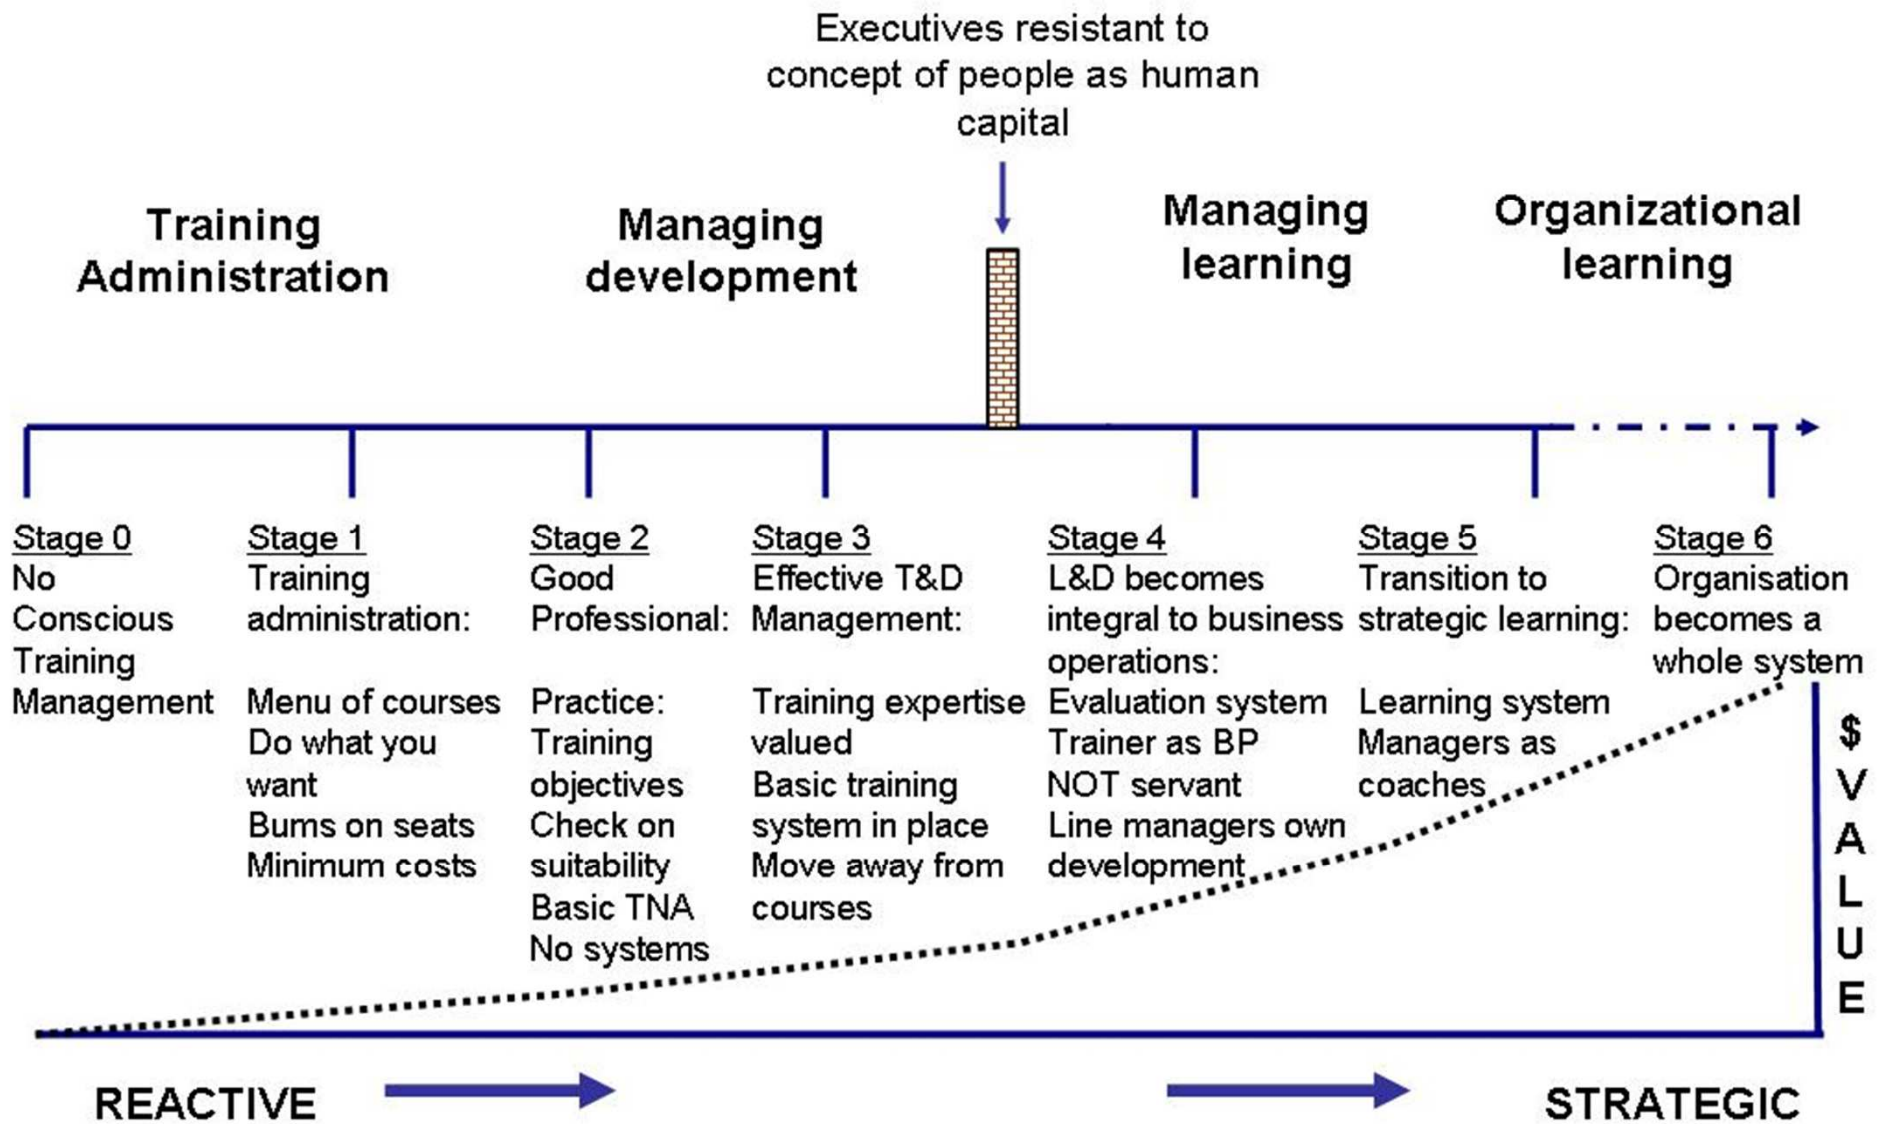 Executives resistant to
concept of people as human
capital
Training
Administration
Managing
development
Managing
learning
Organizational
learning
Stage 0
No
Conscious
Training
Management
Stage 1
Training
administration:
Menu of courses
Do what you
want
Bums on seats
Minimum costs
Stage 2
Good
Professional:
Practice:
Training
objectives
Check on
suitability
Basic TNA
No systems
Stage 3
Effective T&D
Management:
Training expertise
valued
Basic training
system in place
Move away from
courses
Stage 4
L&D becomes
integral to business
operations:
Evaluation system
Trainer as BP
NOT servant
Line managers own
development
Stage 5
Transition to
strategic learning:
Learning system
Managers as
coaches
Stage 6
Organisation
becomes a
whole system
$
V
A
L
U
E
REACTIVE
STRATEGIC